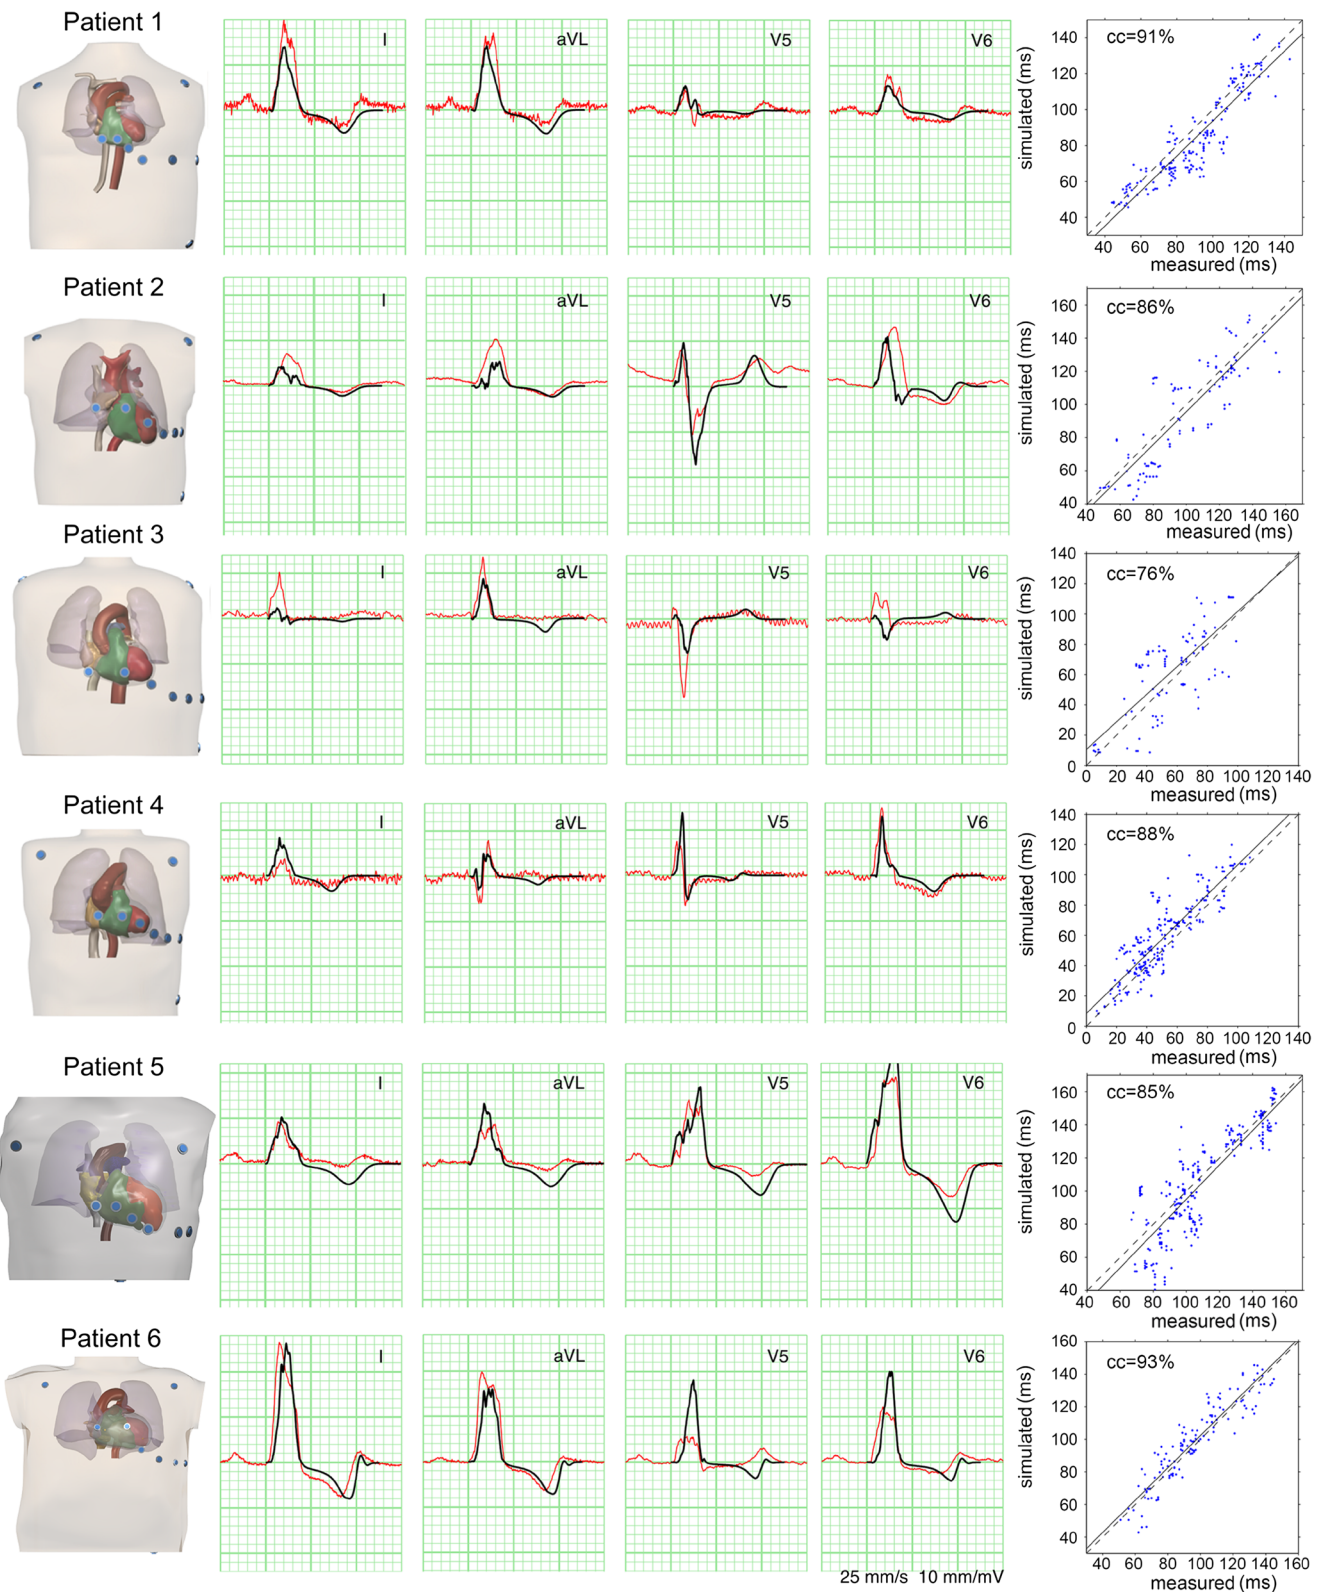 Patient 1
I
aVL
V5
V6
cc=91%
simulated (ms)
140
120
100
80
60
40
40 60 80 100 120 140
measured (ms)
Patient 2
I
aVL
V5
V6
cc=86%
simulated (ms)
160
140
120
100
80
60
40
40 60 80 100 120 140 160
measured (ms)
Patient 3
I
aVL
V5
V6
cc=76%
simulated (ms)
140
120
100
80
60
40
20
0
0 20 40 60 80 100 120 140
measured (ms)
Patient 4
I
aVL
V5
V6
cc=88%
simulated (ms)
140
120
100
80
60
40
20
0
0 20 40 60 80 100 120 140
measured (ms)
Patient 5
I
aVL
V5
V6
cc=85%
simulated (ms)
160
140
120
100
80
60
40
40 60 80 100 120 140 160
measured (ms)
Patient 6
I
aVL
V5
V6
cc=93%
simulated (ms)
160
140
120
100
80
60
40
40 60 80 100 120 140 160
measured (ms)
25 mm/s 10 mm/mV